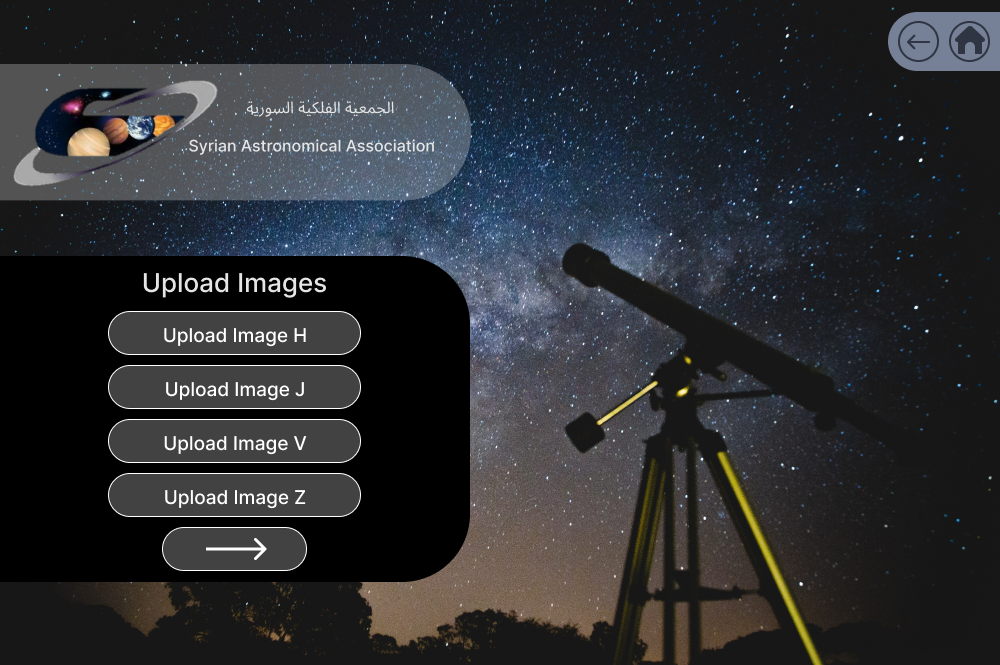 الجمعية الفلكية السورية
Syrian Astronomical Association
Upload Images
Upload Image H
Upload Image J
Upload Image V
Upload Image Z